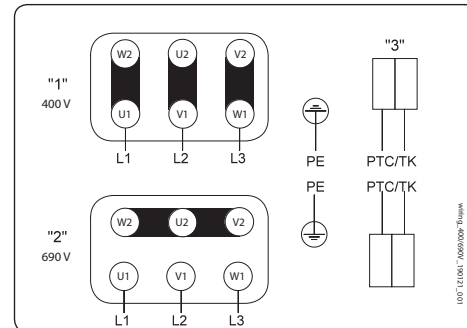 "1"
400 V
W2 U2 V2
U1 V1 W1
L1 L2 L3
"2"
690 V
W2 U2 V2
U1 V1 W1
L1 L2 L3
PE
PE
"3"
PTC/TK
PTC/TK
wiring_400/690V_190121_001